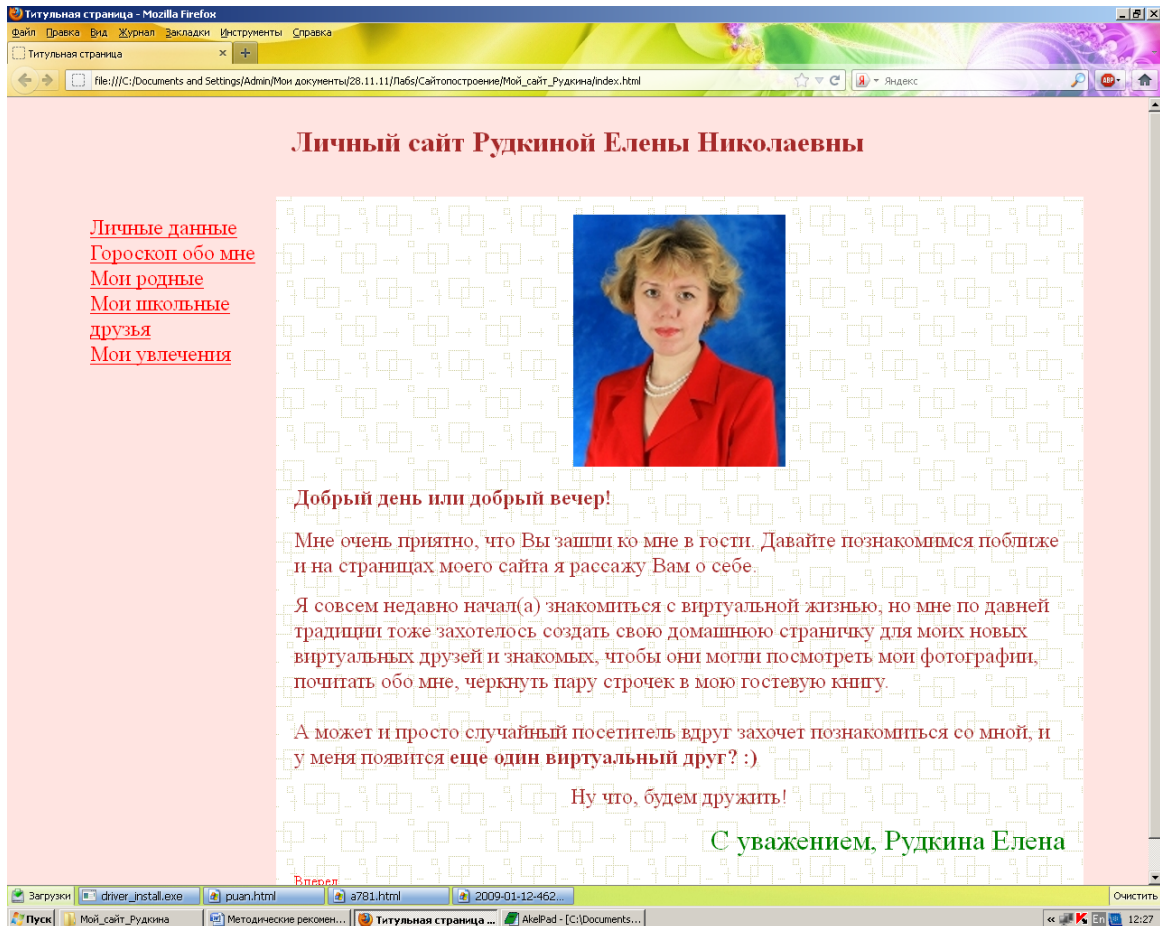 Титульная страница - Mozilla Firefox
Файл Правка Вид Журнал Закладки Инструменты Справка
Титульная страница
file:///C:/Documents and Settings/Admin/Мои документы/28.11.11/Лабs/Сайтопостроение/Мой_сайт_Рудкина/index.html
Яндекс
ABP
Личный сайт Рудкиной Елены Николаевны
Личные данные
Гороскоп обо мне
Мои родные
Мои школьные
друзья
Мои увлечения
Добрый день или добрый вечер!
Мне очень приятно, что Вы зашли ко мне в гости. Давайте познакомимся поближе
и на страницах моего сайта я рассажу Вам о себе.
Я совсем недавно начал(а) знакомиться с виртуальной жизнью, но мне по давней
традиции тоже захотелось создать свою домашнюю страничку для моих новых
виртуальных друзей и знакомых, чтобы они могли посмотреть мои фотографии,
почитать обо мне, черкнуть пару строчек в мою гостевую книгу.
А может и просто случайный посетитель вдруг захочет познакомиться со мной, и
у меня появится еще один виртуальный друг? :)
Ну что, будем дружить!
С уважением, Рудкина Елена
Вперед
Загрузки driver_install.exe puan.html a781.html 2009-01-12-462... Очистить
Пуск Мой_сайт_Рудкина Методические рекомен... Титульная страница ... AkelPad - [C:\Documents... En 12:27